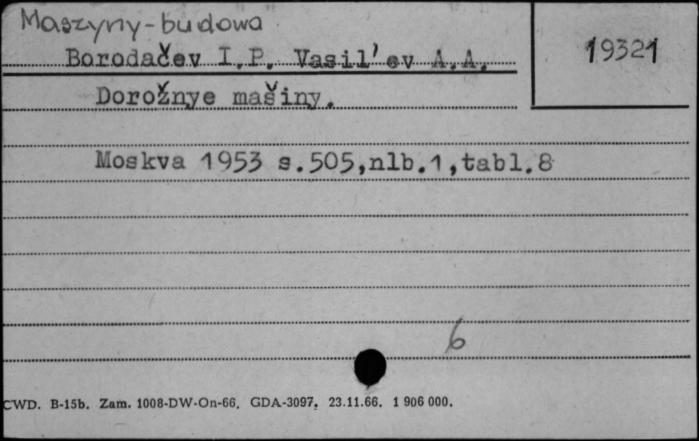 Maszyny-budowa
19321
Borodačev I.P. Vasil'ev A.A.
Dorožnye mašiny.
Moskva 1953 s.505,nlb.1,tabl.8
6
CWD. B-15b. Zam. 1008-DW-On-66. GDA-3097. 23.11.66. 1 906 000.